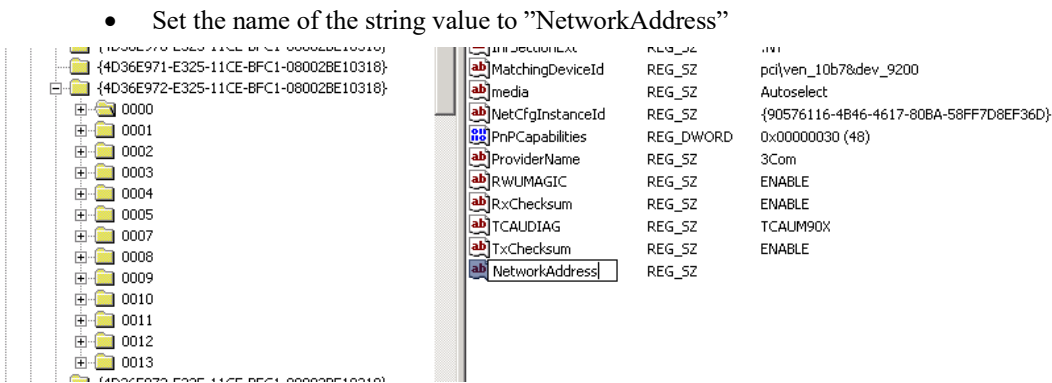 • Set the name of the string value to ”NetworkAddress”
{4D36E971-E325-11CE-BFC1-08002BE10318}
{4D36E972-E325-11CE-BFC1-08002BE10318}
0000
0001
0002
0003
0004
0005
0007
0008
0009
0010
0011
0012
0013
InfSectionExt REG_SZ .NT
MatchingDeviceId REG_SZ pci\ven_10b7&dev_9200
media REG_SZ Autoselect
NetCfgInstanceId REG_SZ {90576116-4B46-4617-80BA-58FF7D8EF36D}
PnPCapabilities REG_DWORD 0x00000030 (48)
ProviderName REG_SZ 3Com
RWUMAGIC REG_SZ ENABLE
RxChecksum REG_SZ ENABLE
TCAUDIAG REG_SZ TCAUM90X
TxChecksum REG_SZ ENABLE
NetworkAddress REG_SZ